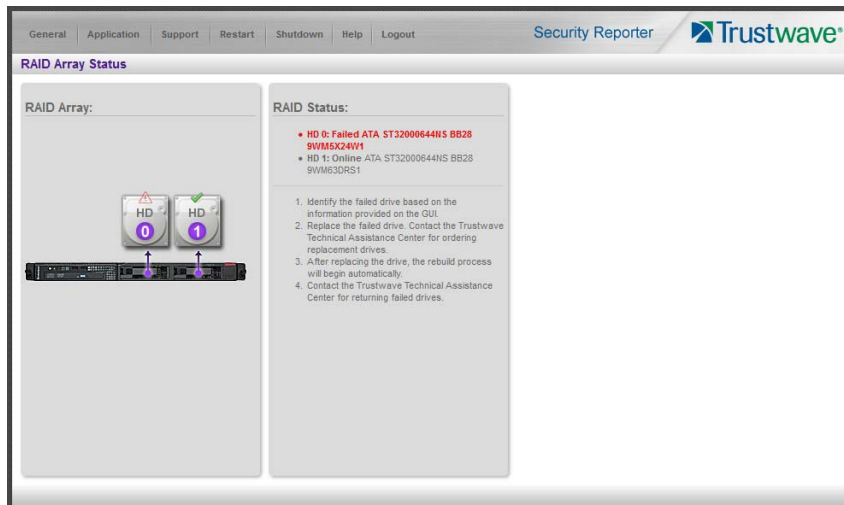 General Application Support Restart Shutdown Help Logout
Security Reporter
Trustwave®
RAID Array Status
RAID Array:
HD HD
0 1
RAID Status:
• HD 0: Failed ATA ST32000644NS BB28
9WM5X24W1
• HD 1: Online ATA ST32000644NS BB28
9WM63DRS1
1. Identify the failed drive based on the
information provided on the GUI.
2. Replace the failed drive. Contact the Trustwave
Technical Assistance Center for ordering
replacement drives.
3. After replacing the drive, the rebuild process
will begin automatically.
4. Contact the Trustwave Technical Assistance
Center for returning failed drives.